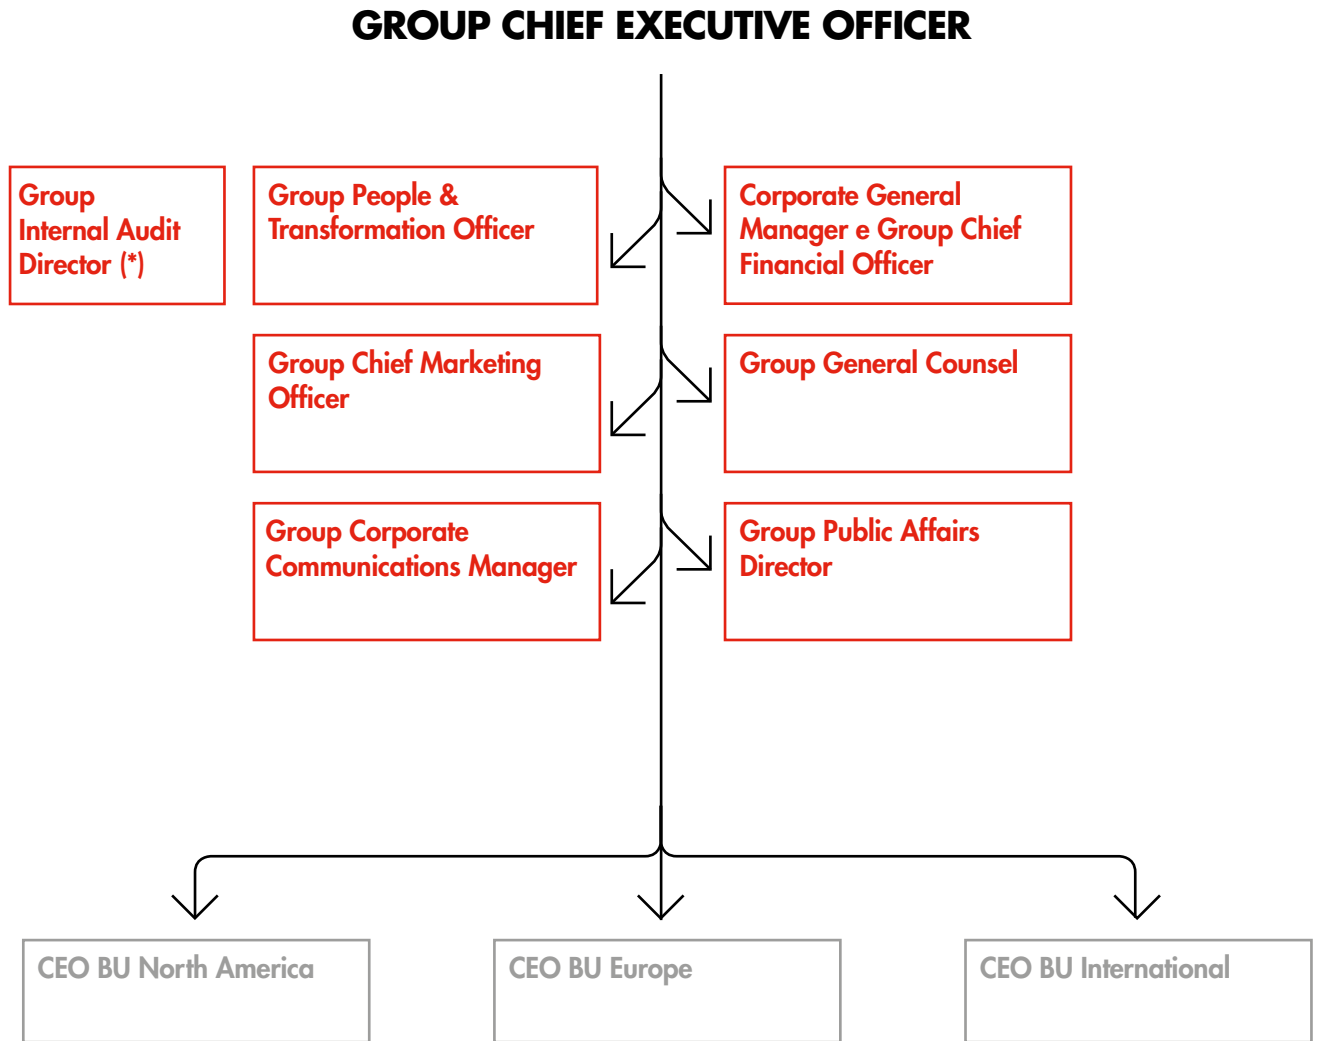 GROUP CHIEF EXECUTIVE OFFICER
Group
Internal Audit
Director (*)
Group People &
Transformation Officer
Corporate General
Manager e Group Chief
Financial Officer
Group Chief Marketing
Officer
Group General Counsel
Group Corporate
Communications Manager
Group Public Affairs
Director
CEO BU North America
CEO BU Europe
CEO BU International